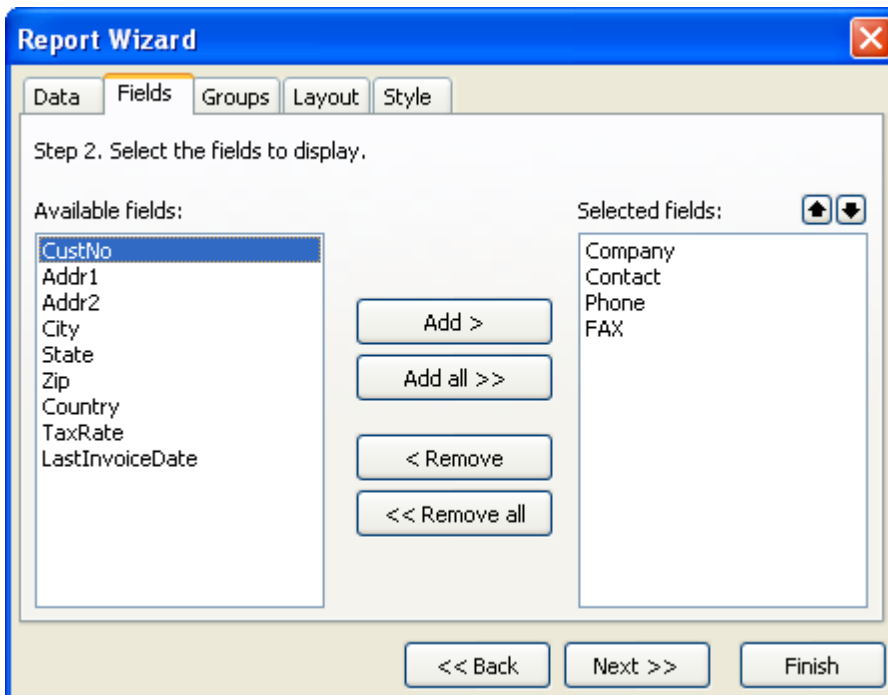 Report Wizard
Data Fields Groups Layout Style
Step 2. Select the fields to display.
Available fields:
CustNo
Addr1
Addr2
City
State
Zip
Country
TaxRate
LastInvoiceDate
Add >
Add all >>
< Remove
<< Remove all
Selected fields:
Company
Contact
Phone
FAX
<< Back Next >> Finish